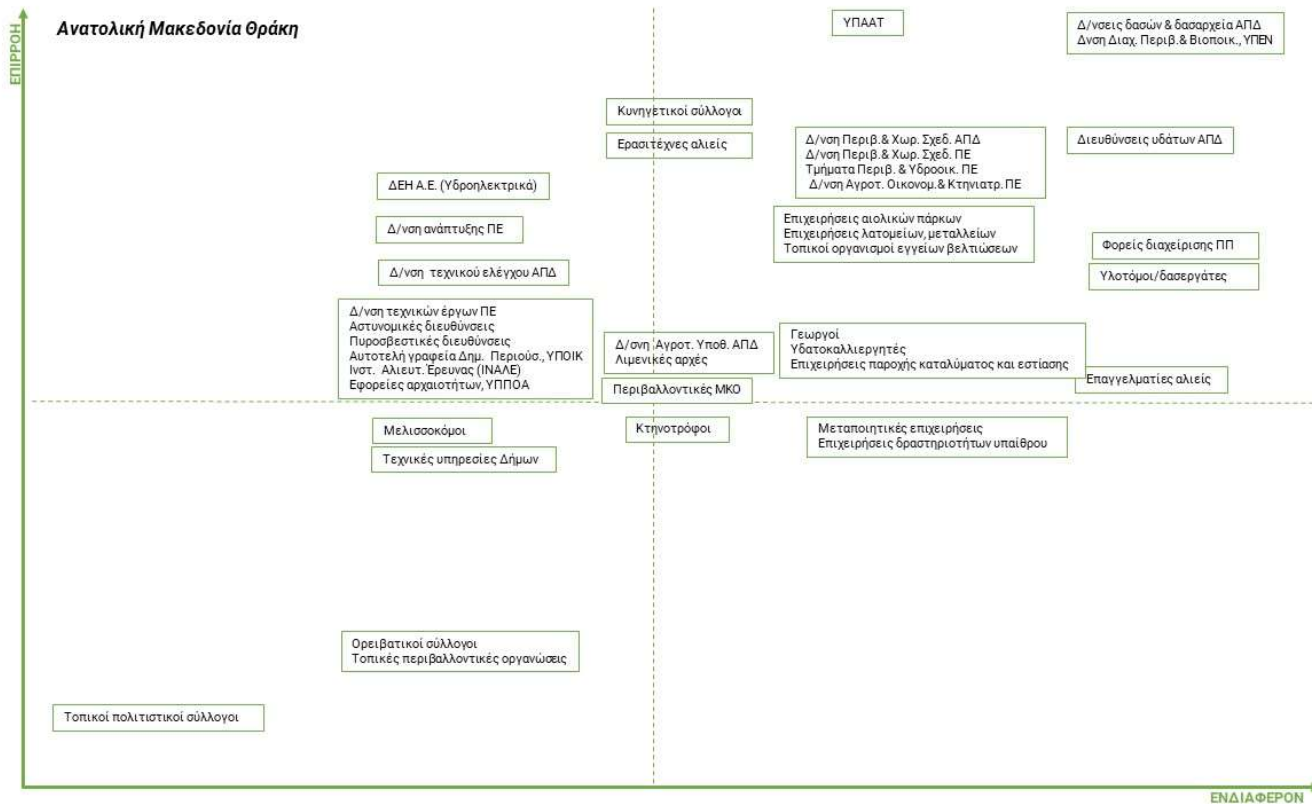 ΕΠΙΡΡΟΗ
Ανατολική Μακεδονία Θράκη
ΥΠΑΑΤ
Δ/νσεις δασών & δασαρχεία ΑΠΔ
Δνση Διαχ. Περιβ.& Βιοποικ., ΥΠΕΝ
Κυνηγετικοί σύλλογοι
Ερασιτέχνες αλιείς
Δ/νση Περιβ.& Χωρ. Σχεδ. ΑΠΔ
Δ/νση Περιβ.& Χωρ. Σχεδ. ΠΕ
Τμήματα Περιβ. & Υδροοικ. ΠΕ
Δ/νση Αγροτ. Οικονομ.& Κτηνιατρ. ΠΕ
Διευθύνσεις υδάτων ΑΠΔ
ΔΕΗ Α.Ε. (Υδροηλεκτρικά)
Δ/νση ανάπτυξης ΠΕ
Επιχειρήσεις αιολικών πάρκων
Επιχειρήσεις λατομείων, μεταλλείων
Τοπικοί οργανισμοί εγγείων βελτιώσεων
Φορείς διαχείρισης ΠΠ
Δ/νση τεχνικού ελέγχου ΑΠΔ
Υλοτόμοι/δασεργάτες
Δ/νση τεχνικών έργων ΠΕ
Αστυνομικές διευθύνσεις
Πυροσβεστικές διευθύνσεις
Αυτοτελή γραφεία Δημ. Περιούσ., ΥΠΟΙΚ
Ινστ. Αλιευτ. Έρευνας (ΙΝΑΛΕ)
Εφορείες αρχαιοτήτων, ΥΠΠΟΑ
Δ/σνη Αγροτ. Υποθ. ΑΠΔ
Λιμενικές αρχές
Γεωργοί
Υδατοκαλλιεργητές
Επιχειρήσεις παροχής καταλύματος και εστίασης
Επαγγελματίες αλιείς
Περιβαλλοντικές ΜΚΟ
Μελισσοκόμοι
Τεχνικές υπηρεσίες Δήμων
Κτηνοτρόφοι
Μεταποιητικές επιχειρήσεις
Επιχειρήσεις δραστηριοτήτων υπαίθρου
Ορειβατικοί σύλλογοι
Τοπικές περιβαλλοντικές οργανώσεις
Τοπικοί πολιτιστικοί σύλλογοι
ΕΝΔΙΑΦΕΡΟΝ